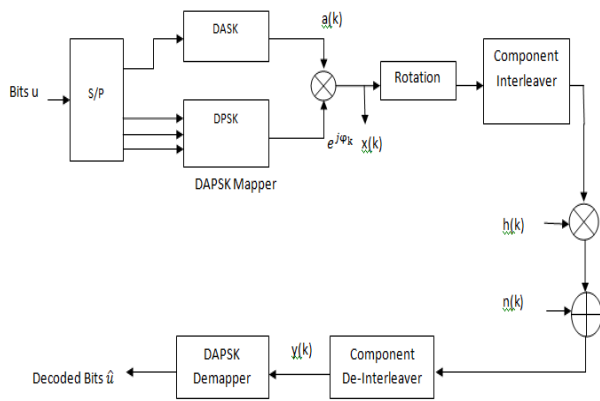 DASK
a(k)
Bits u
S/P
DPSK
Rotation
Component
Interleaver
e^{jφ_k}
x(k)
DAPSK Mapper
h(k)
n(k)
Decoded Bits û
DAPSK
Demapper
y(k)
Component
De-Interleaver